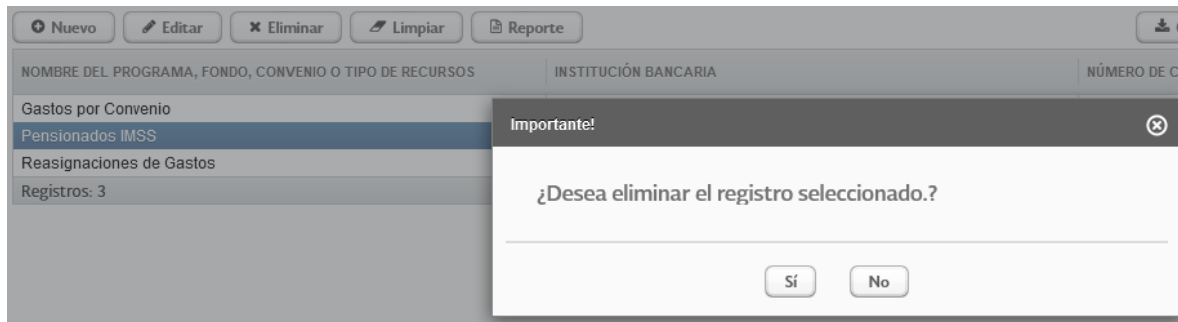 Nuevo Editar Eliminar Limpiar Reporte
NOMBRE DEL PROGRAMA, FONDO, CONVENIO O TIPO DE RECURSOS INSTITUCIÓN BANCARIA NÚMERO DE C
Gastos por Convenio
Pensionados IMSS
Reasignaciones de Gastos
Registros: 3
Importante!
¿Desea eliminar el registro seleccionado.?
Sí No